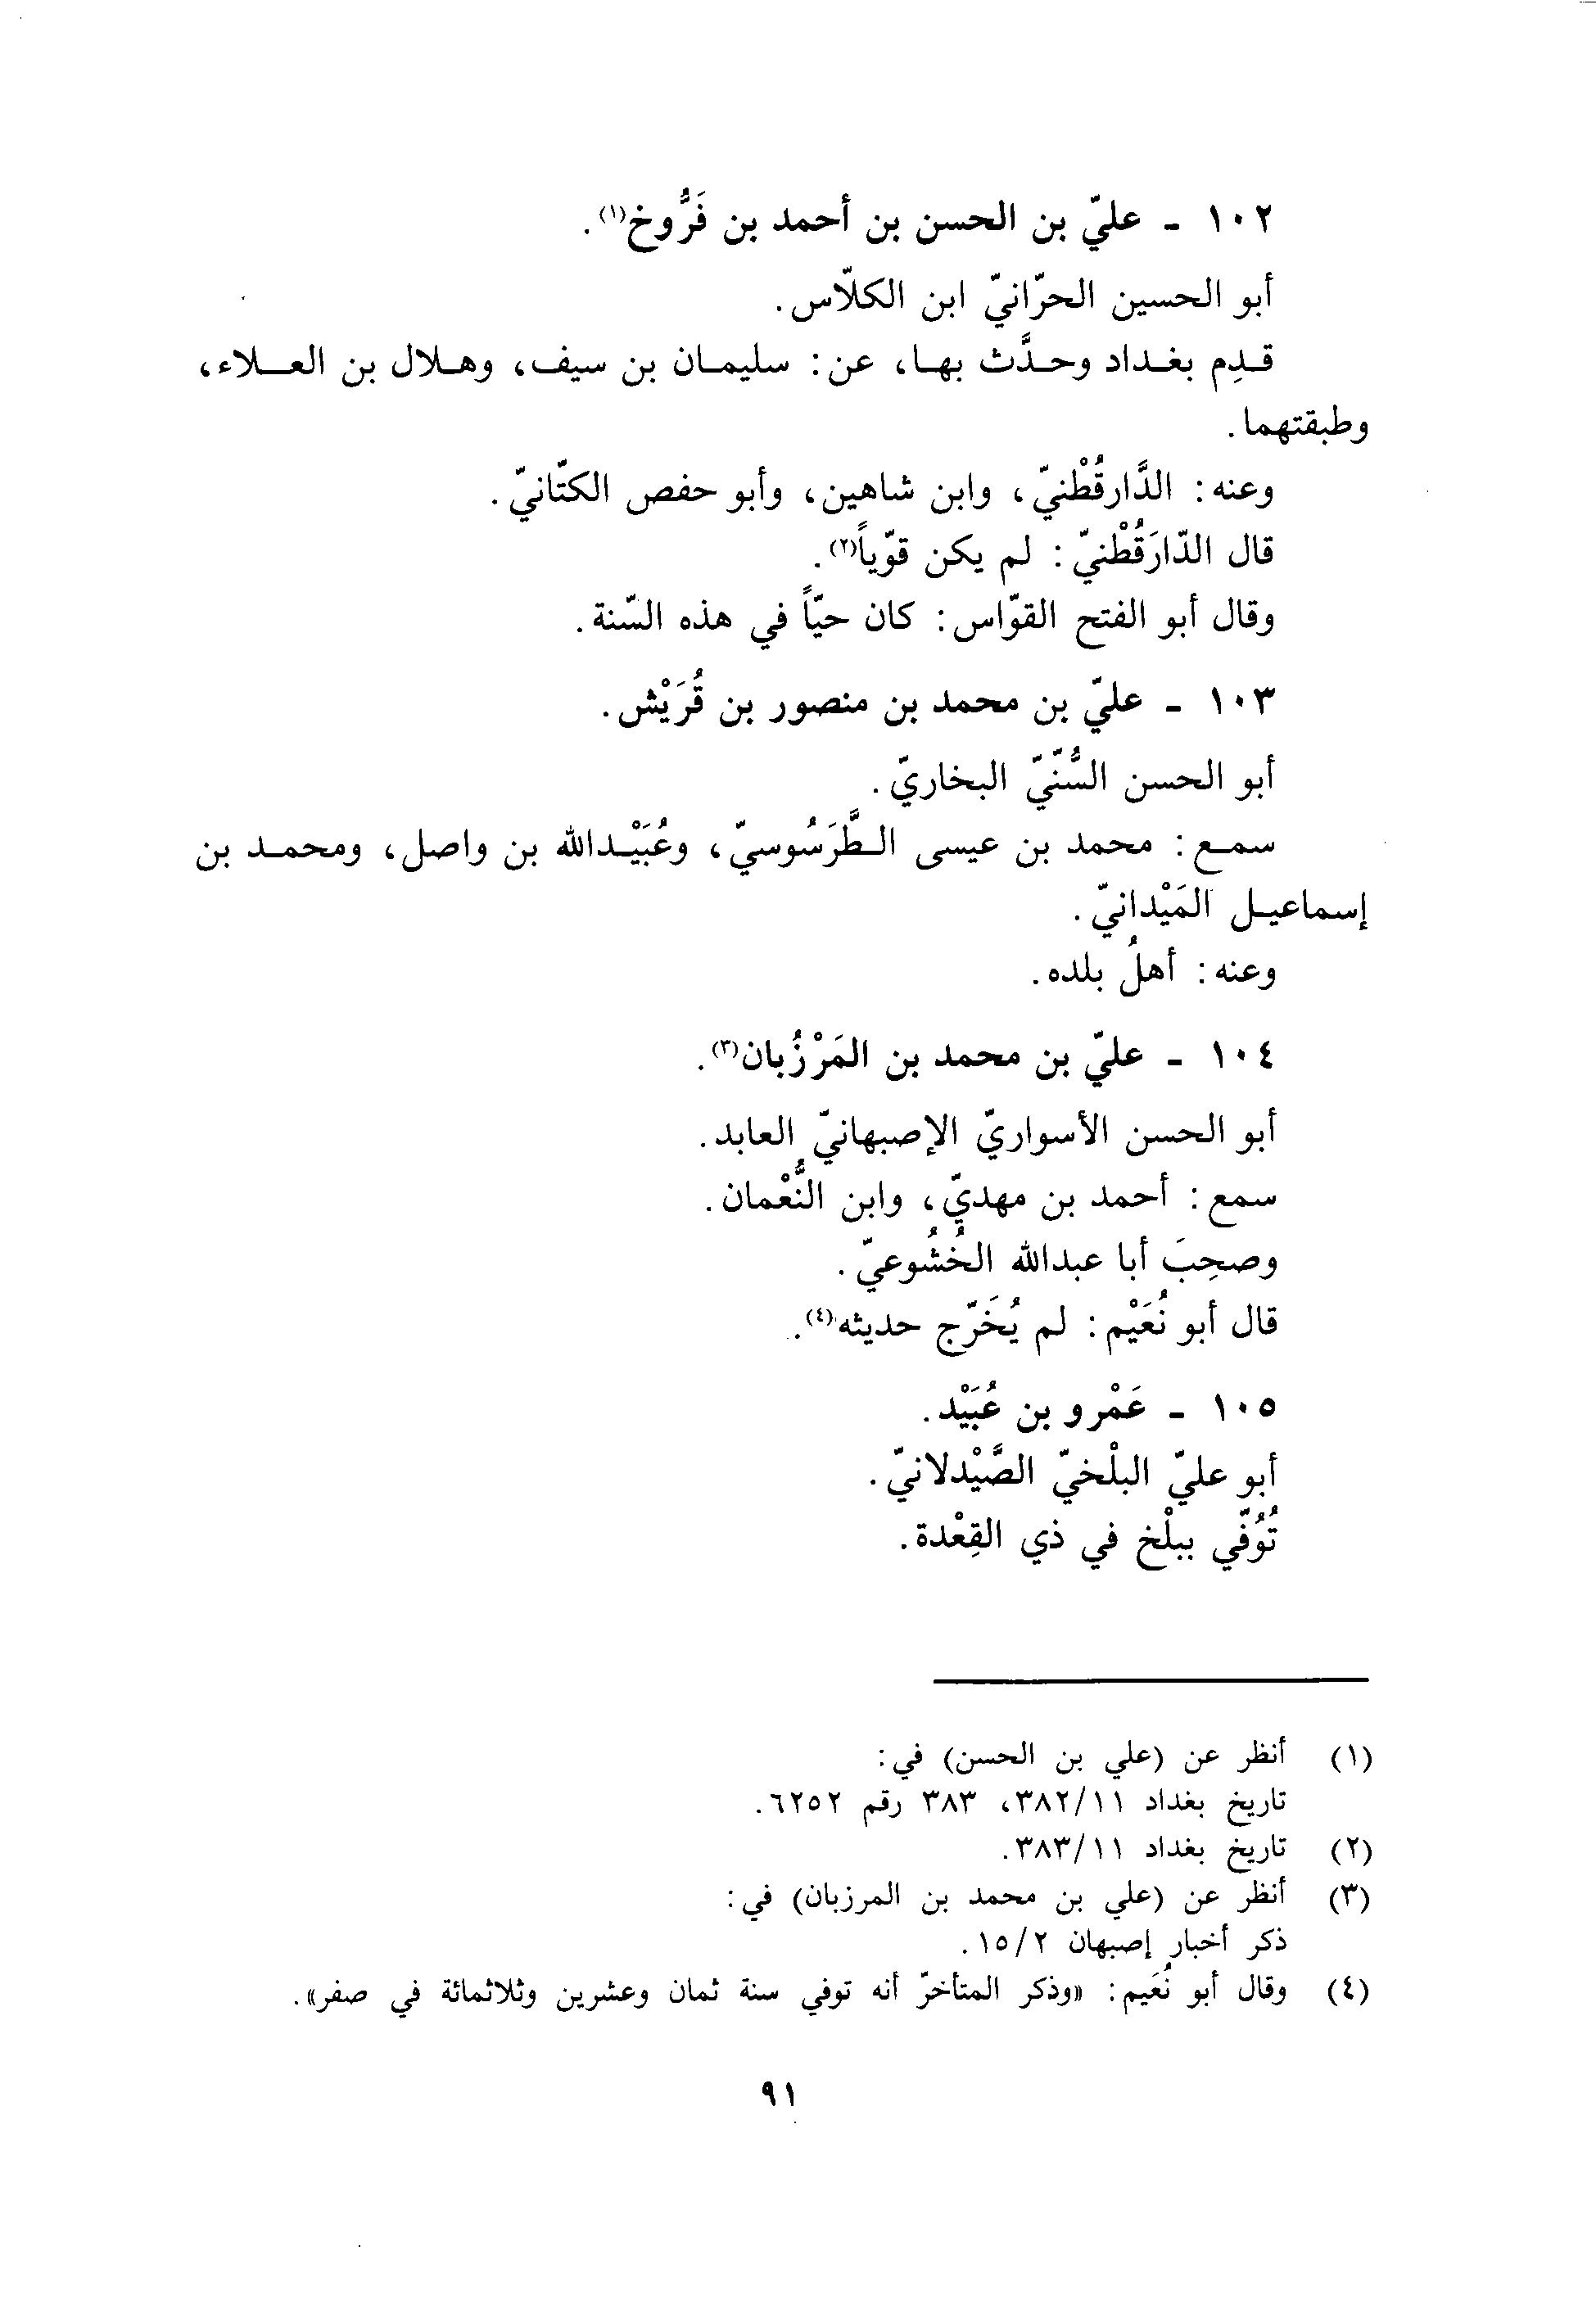 ١٠٢ - عليّ بن الحسن بن أحمد بن فَرُّوخ(١).
أبو الحسين الحرّانيّ ابن الكلّاس.
قدِم بغداد وحدَّث بها، عن: سليمان بن سيف، وهلال بن العلاء،
وطبقتهما.
وعنه: الدَّارقُطْنيّ، وابن شاهين، وأبو حفص الكتّانيّ.
قال الدّارَقُطْنيّ: لم يكن قوّياً(٢).
وقال أبو الفتح القوّاس: كان حيّاً في هذه السّنة.
١٠٣ - عليّ بن محمد بن منصور بن قُرَيْش.
أبو الحسن السُّنّيّ البخاريّ.
سمع: محمد بن عيسى الطَّرَسُوسيّ، وعُبَيْدالله بن واصل، ومحمد بن
إسماعيل المَيْدانيّ.
وعنه: أهلُ بلده.
١٠٤ - عليّ بن محمد بن المَرْزُبان(٣).
أبو الحسن الأسواريّ الإصبهانيّ العابد.
سمع: أحمد بن مهديّ، وابن النُّعْمان.
وصحِبَ أبا عبدالله الخُشُوعيّ.
قال أبو نُعَيْم: لم يُخَرّج حديثه(٤).
١٠٥ - عَمْرو بن عُبَيْد.
أبو عليّ البلْخيّ الصَّيْدلانيّ.
تُوُفّي ببلْخ في ذي القِعْدة.
(١) أنظر عن (علي بن الحسن) في:
تاريخ بغداد ٣٨٢/١١، ٣٨٣ رقم ٦٢٥٢.
(٢) تاريخ بغداد ٣٨٣/١١.
(٣) أنظر عن (علي بن محمد بن المرزبان) في:
ذكر أخبار إصبهان ١٥/٢.
(٤) وقال أبو نُعَيم: «وذكر المتأخرّ أنه توفي سنة ثمان وعشرين وثلاثمائة في صفر».
٩١